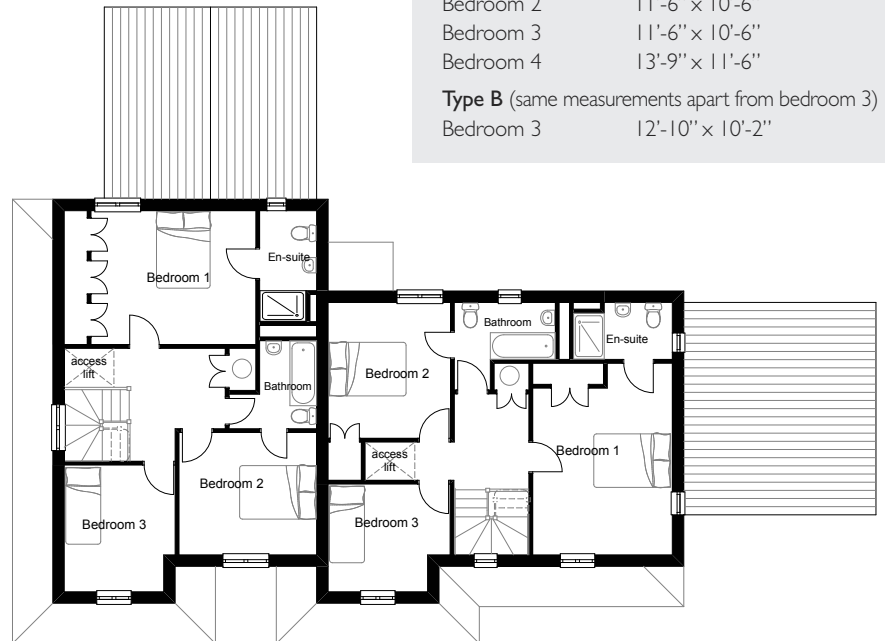 Bedroom 2 11'-6" x 10'-6"
Bedroom 3 11'-6'' x 10'-6''
Bedroom 4 13'-9'' x 11'-6''
Type B (same measurements apart from bedroom 3)
Bedroom 3 12'-10'' x 10'-2''
Bedroom 1
En-suite
access
lift
Bathroom
Bedroom 2
Bedroom 3
Bathroom
En-suite
Bedroom 2
Bedroom 1
access
lift
Bedroom 3